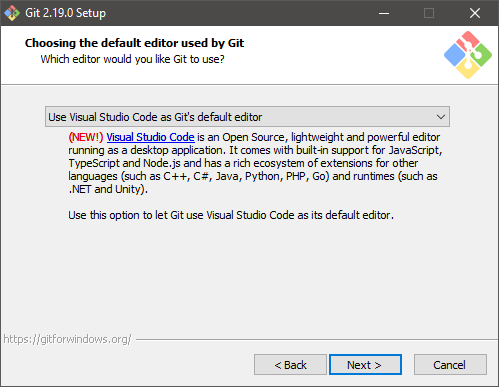 Git 2.19.0 Setup
Choosing the default editor used by Git
Which editor would you like Git to use?
Use Visual Studio Code as Git's default editor
(NEW!) Visual Studio Code is an Open Source, lightweight and powerful editor
running as a desktop application. It comes with built-in support for JavaScript,
TypeScript and Node.js and has a rich ecosystem of extensions for other
languages (such as C++, C#, Java, Python, PHP, Go) and runtimes (such as
.NET and Unity).
Use this option to let Git use Visual Studio Code as its default editor.
https://gitforwindows.org/
< Back Next > Cancel